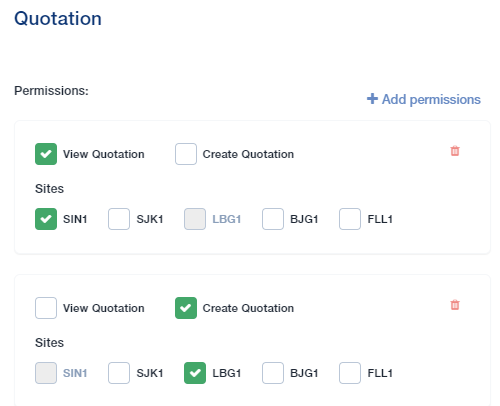 Quotation
Permissions:
+ Add permissions
View Quotation Create Quotation
Sites
SIN1 SJK1 LBG1 BJG1 FLL1
View Quotation Create Quotation
Sites
SIN1 SJK1 LBG1 BJG1 FLL1